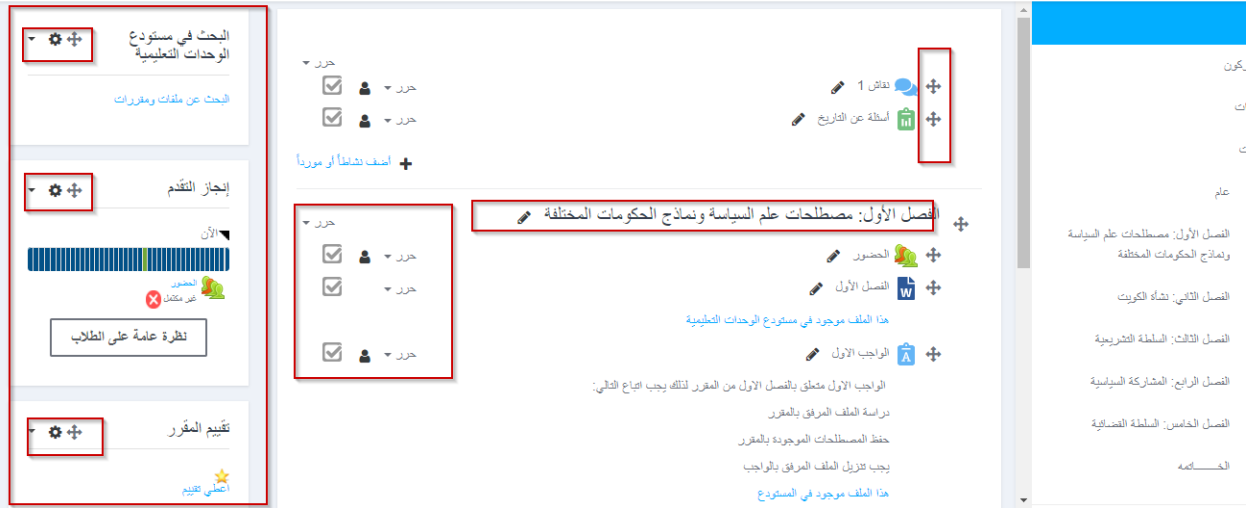 عام
الفصل الأول: مصطلحات علم السياسة
ونماذج الحكومات المختلفة
الفصل الثاني: نشأة الكويت
الفصل الثالث: السلطة التشريعية
الفصل الرابع: المشاركة السياسية
الفصل الخامس: السلطة القضائية
الخـــــاتمه
حرر
نقاش 1
حرر
أسئلة عن التاريخ
حرر
أضف نشاطاً أو مورداً
الفصل الأول: مصطلحات علم السياسة ونماذج الحكومات المختلفة
حرر
الحضور
حرر
الفصل الأول
حرر
هذا الملف موجود في مستودع الوحدات التعليمية
الواجب الاول
حرر
الواجب الاول متعلق بالفصل الاول من المقرر لذلك يجب اتباع التالي:
دراسة الملف المرفق بالمقرر
حفظ المصطلحات الموجودة بالمقرر
يجب تنزيل الملف المرفق بالواجب
هذا الملف موجود في المستودع
البحث في مستودع
الوحدات التعليمية
البحث عن ملفات ومقررات
إنجاز التقدم
الآن
الحضور
غير مكتمل
نظرة عامة على الطلاب
تقييم المقرر
اعطي تقييم